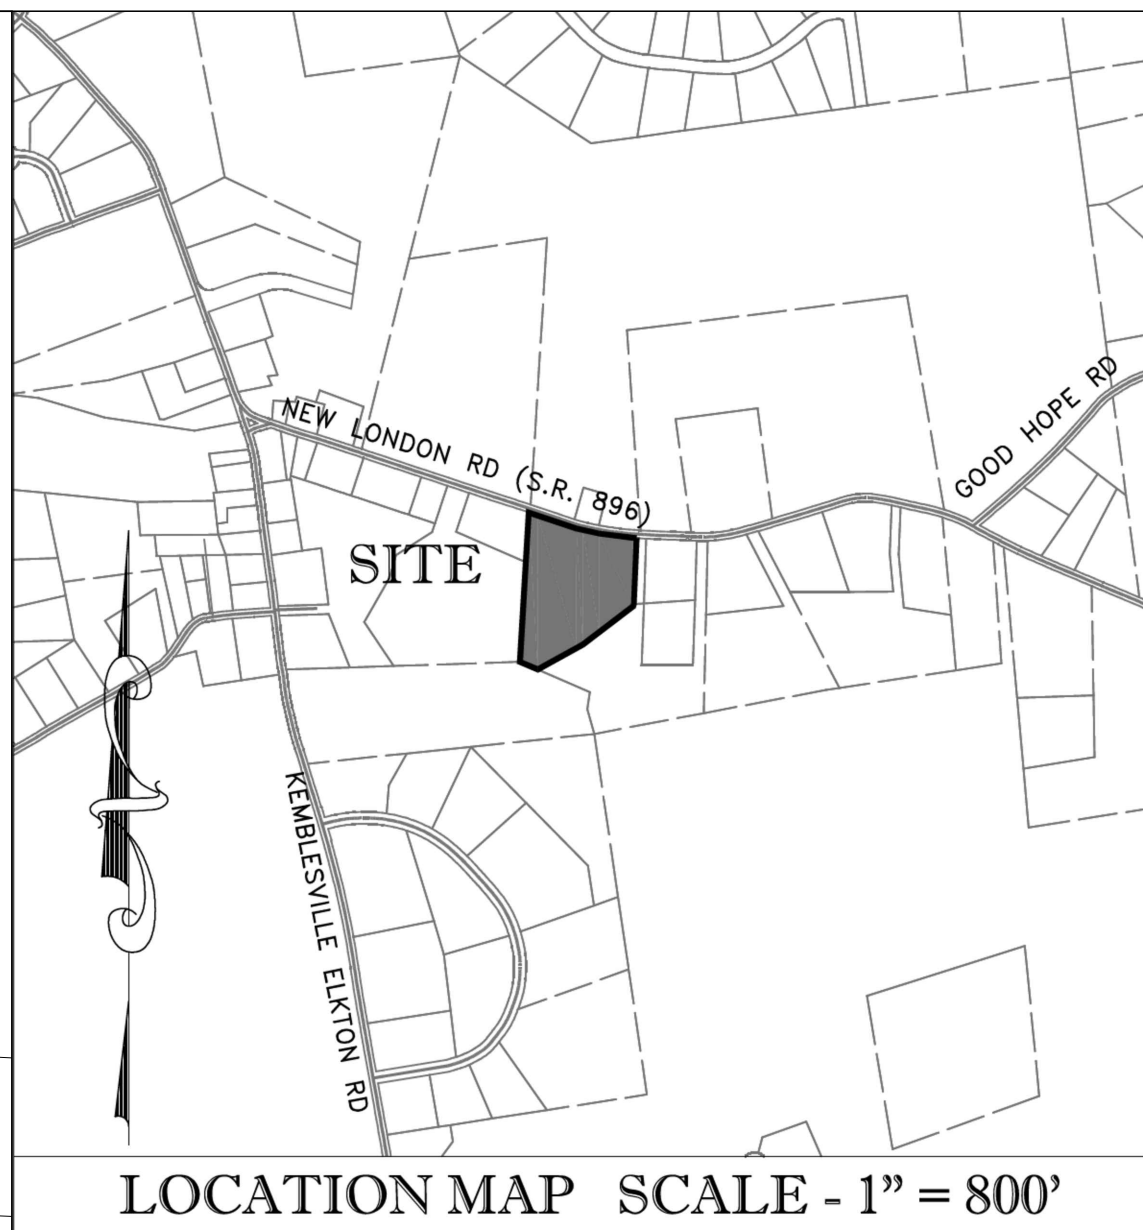 NEW LONDON RD (S.R. 896)
GOOD HOPE RD
SITE
KEMBLESVILLE ELKTON RD
LOCATION MAP SCALE - 1" = 800'